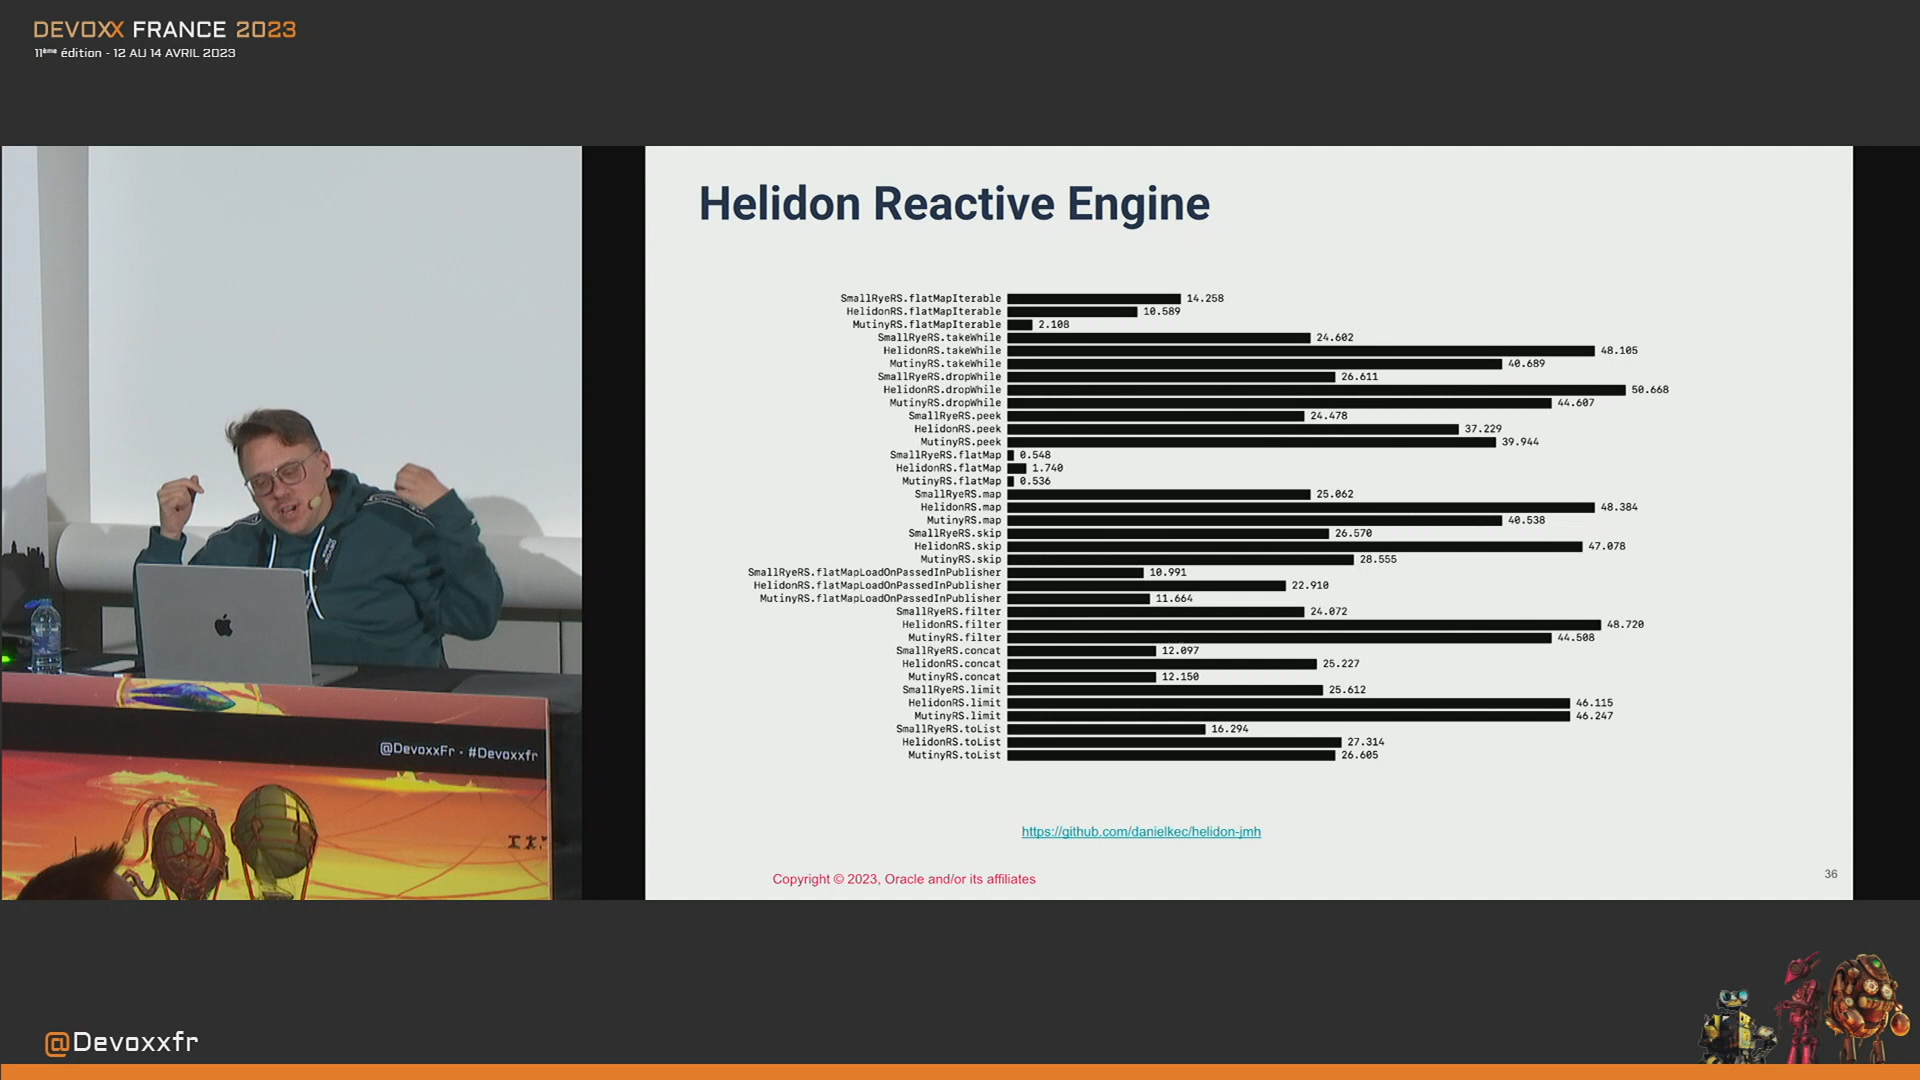 DEVOXX FRANCE 2023
11ème édition - 12 AU 14 AVRIL 2023
Helidon Reactive Engine
SmallRyeRS.flatMapIterable 14.258
HelidonRS.flatMapIterable 10.589
MutinyRS.flatMapIterable 2.108
SmallRyeRS.takeWhile 24.602
HelidonRS.takeWhile 48.105
MutinyRS.takeWhile 40.689
SmallRyeRS.dropWhile 26.611
HelidonRS.dropWhile 50.668
MutinyRS.dropWhile 44.607
SmallRyeRS.peek 24.478
HelidonRS.peek 37.229
MutinyRS.peek 39.944
SmallRyeRS.flatMap 0.548
HelidonRS.flatMap 1.740
MutinyRS.flatMap 0.536
SmallRyeRS.map 25.062
HelidonRS.map 48.384
MutinyRS.map 40.538
SmallRyeRS.skip 26.570
HelidonRS.skip 47.078
MutinyRS.skip 28.555
SmallRyeRS.flatMapLoadOnPassedInPublisher 10.991
HelidonRS.flatMapLoadOnPassedInPublisher 22.910
MutinyRS.flatMapLoadOnPassedInPublisher 11.664
SmallRyeRS.filter 24.072
HelidonRS.filter 48.720
MutinyRS.filter 44.508
SmallRyeRS.concat 12.097
HelidonRS.concat 25.227
MutinyRS.concat 12.150
SmallRyeRS.limit 25.612
HelidonRS.limit 46.115
MutinyRS.limit 46.247
SmallRyeRS.toList 16.294
HelidonRS.toList 27.314
MutinyRS.toList 26.605
https://github.com/danielkec/helidon-jmh
Copyright © 2023, Oracle and/or its affiliates
36
@DevoxxFr - #Devoxxfr
@Devoxxfr